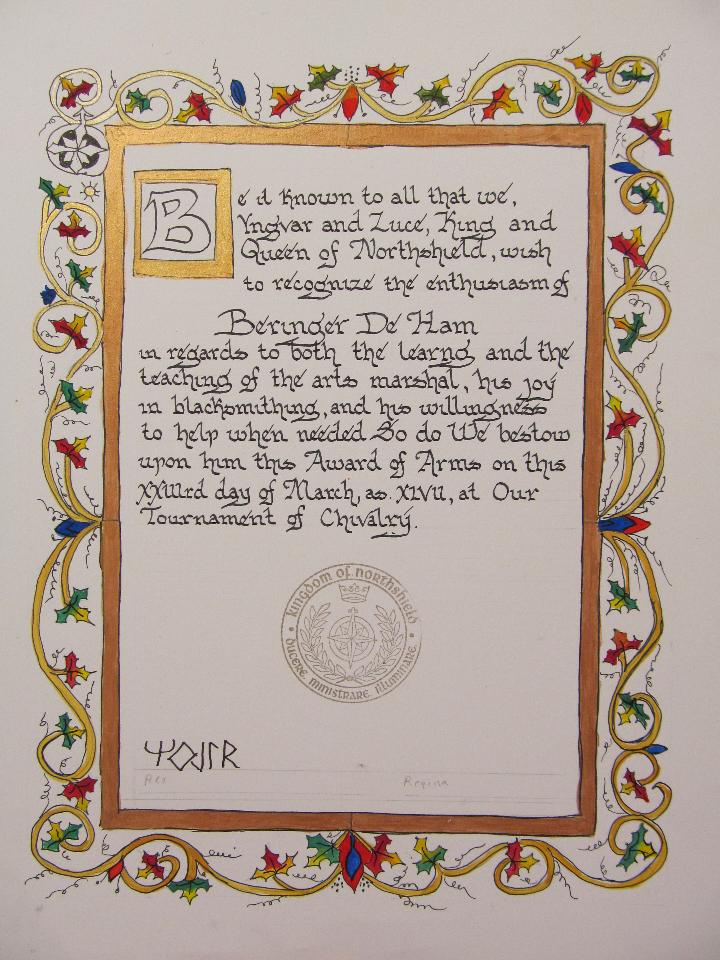 Be it known to all that we,
Yngvar and Luce, King and
Queen of Northshield, wish
to recognize the enthusiasm of
Beringer De Ham
in regards to both the learng and the
teaching of the arts marshal, his joy
in blacksmithing, and his willingness
to help when needed So do We bestow
upon him this Award of Arms on this
XXIIIrd day of March, as. XLVII, at Our
Tournament of Chivalry.
Kingdom of Northshield
Ducere Ministrare Illuminare
Rex Regina